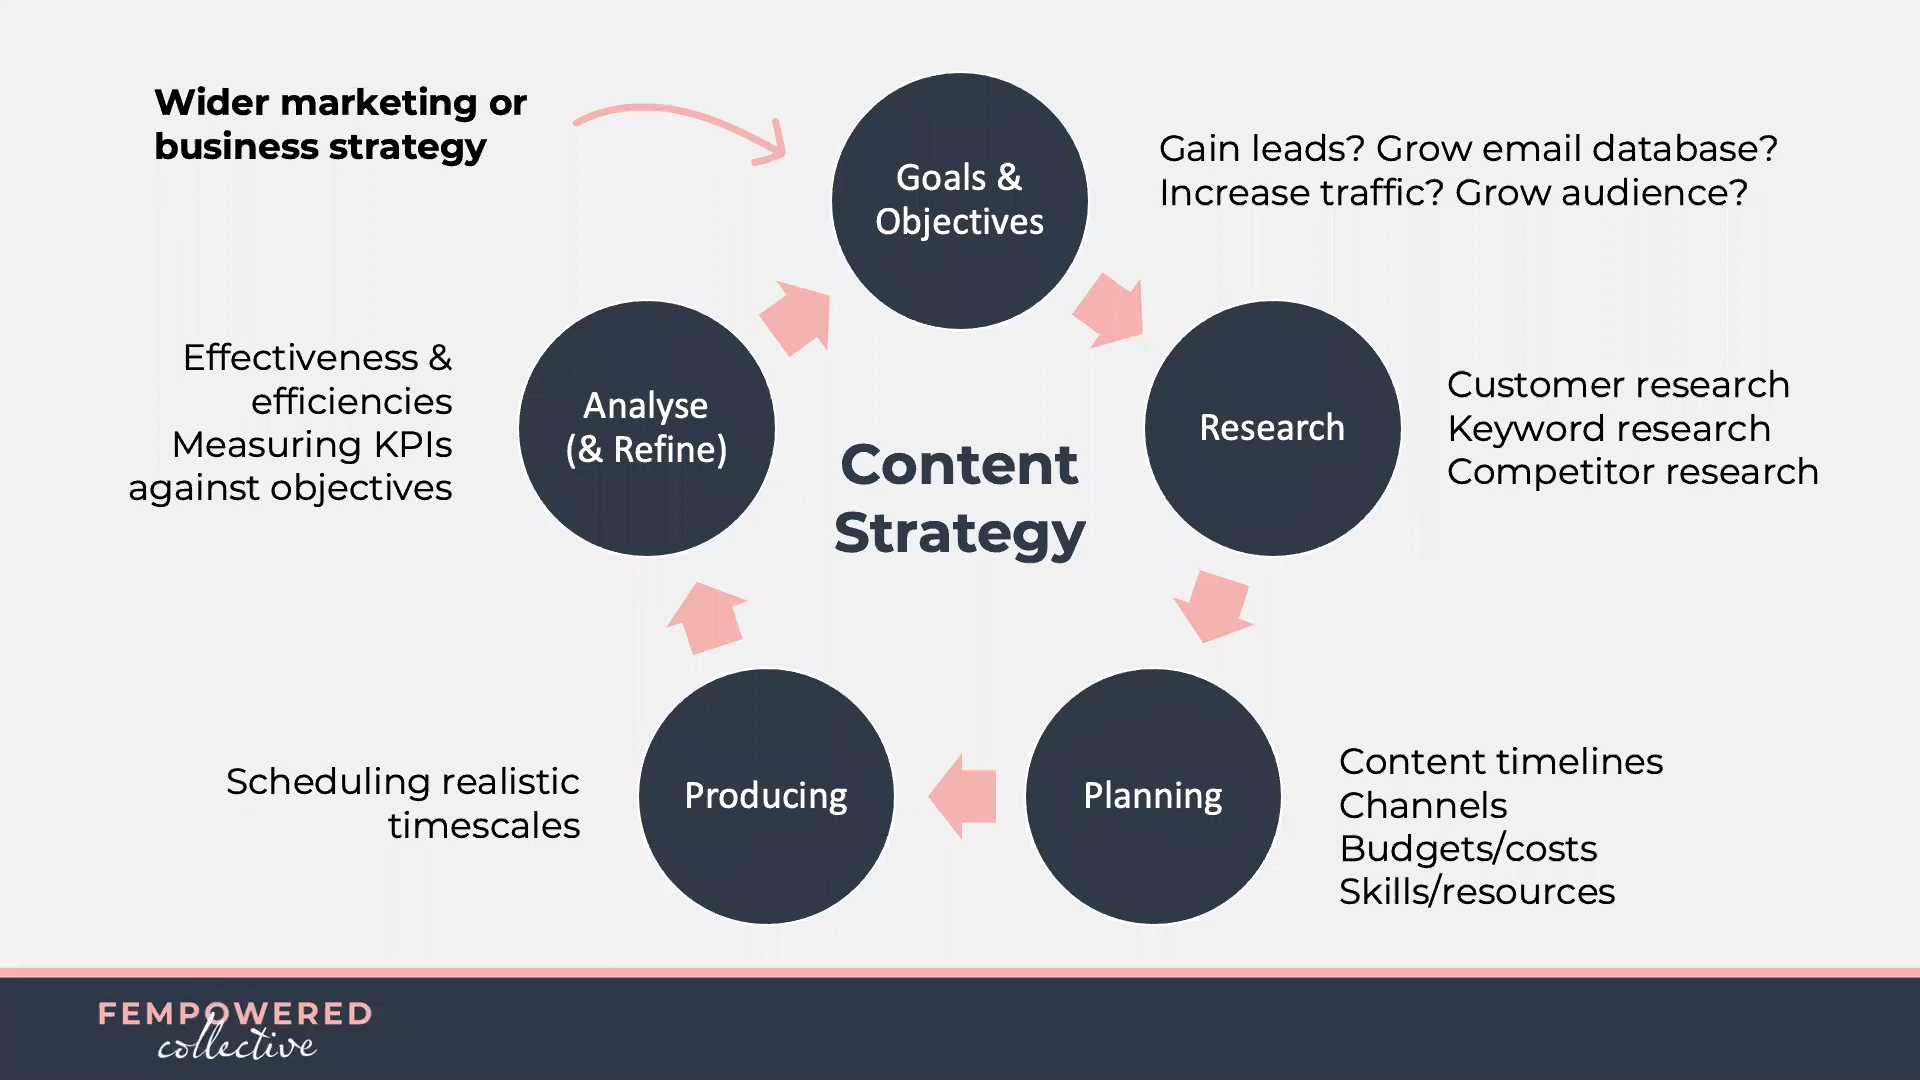 Wider marketing or
business strategy
Goals &
Objectives
Gain leads? Grow email database?
Increase traffic? Grow audience?
Research
Customer research
Keyword research
Competitor research
Planning
Content timelines
Channels
Budgets/costs
Skills/resources
Producing
Scheduling realistic
timescales
Analyse
(& Refine)
Effectiveness &
efficiencies
Measuring KPIs
against objectives
Content
Strategy
FEMPOWERED
collective